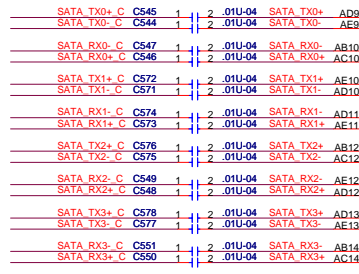 SATA_TX0+_C C545 1 2 .01U-04 SATA_TX0+ AD9
SATA_TX0-_C C544 1 2 .01U-04 SATA_TX0- AE9
SATA_RX0-_C C547 1 2 .01U-04 SATA_RX0- AB10
SATA_RX0+_C C546 1 2 .01U-04 SATA_RX0+ AC10
SATA_TX1+_C C572 1 2 .01U-04 SATA_TX1+ AE10
SATA_TX1-_C C571 1 2 .01U-04 SATA_TX1- AD10
SATA_RX1-_C C574 1 2 .01U-04 SATA_RX1- AD11
SATA_RX1+_C C573 1 2 .01U-04 SATA_RX1+ AE11
SATA_TX2+_C C576 1 2 .01U-04 SATA_TX2+ AB12
SATA_TX2-_C C575 1 2 .01U-04 SATA_TX2- AC12
SATA_RX2-_C C549 1 2 .01U-04 SATA_RX2- AE12
SATA_RX2+_C C548 1 2 .01U-04 SATA_RX2+ AD12
SATA_TX3+_C C578 1 2 .01U-04 SATA_TX3+ AD13
SATA_TX3-_C C577 1 2 .01U-04 SATA_TX3- AE13
SATA_RX3-_C C551 1 2 .01U-04 SATA_RX3- AB14
SATA_RX3+_C C550 1 2 .01U-04 SATA_RX3+ AC14